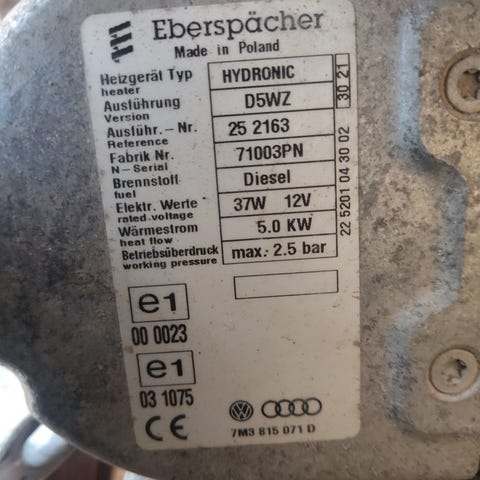 Eberspächer
Made in Poland
Heizgerät Typ HYDRONIC
heater
Ausführung D5WZ
Version
Ausführ.-Nr. 25 2163
Reference
Fabrik Nr. 71003PN
N-Serial
Brennstoff Diesel
fuel
Elektr. Werte 37W 12V
rated.voltage
Wärmestrom 5.0 KW
heat flow
Betriebsüberdruck max. 2.5 bar
working pressure
30 21
22 5201 04 30 02
e1
00 0023
e1
03 1075
CE
7M3 815 071 D